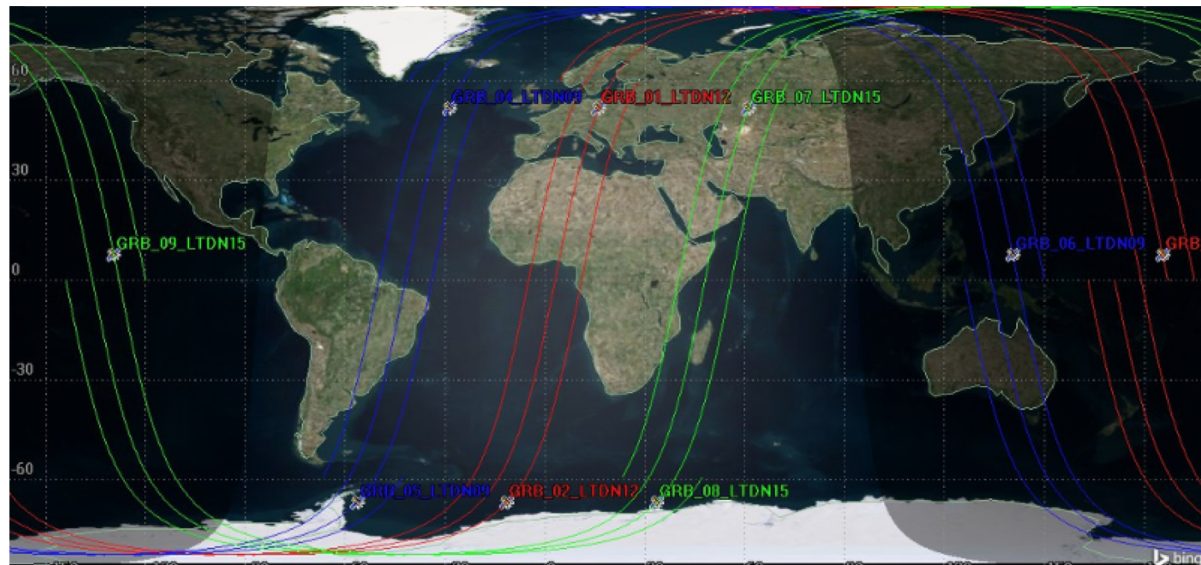 60
GRB_04_LTDN09 GRB_01_LTDN12 GRB_07_LTDN15
30
GRB_09_LTDN15 GRB_06_LTDN09 GRB
0
-30
-60
GRB_05_LTDN09 GRB_02_LTDN12 GRB_08_LTDN15
bing